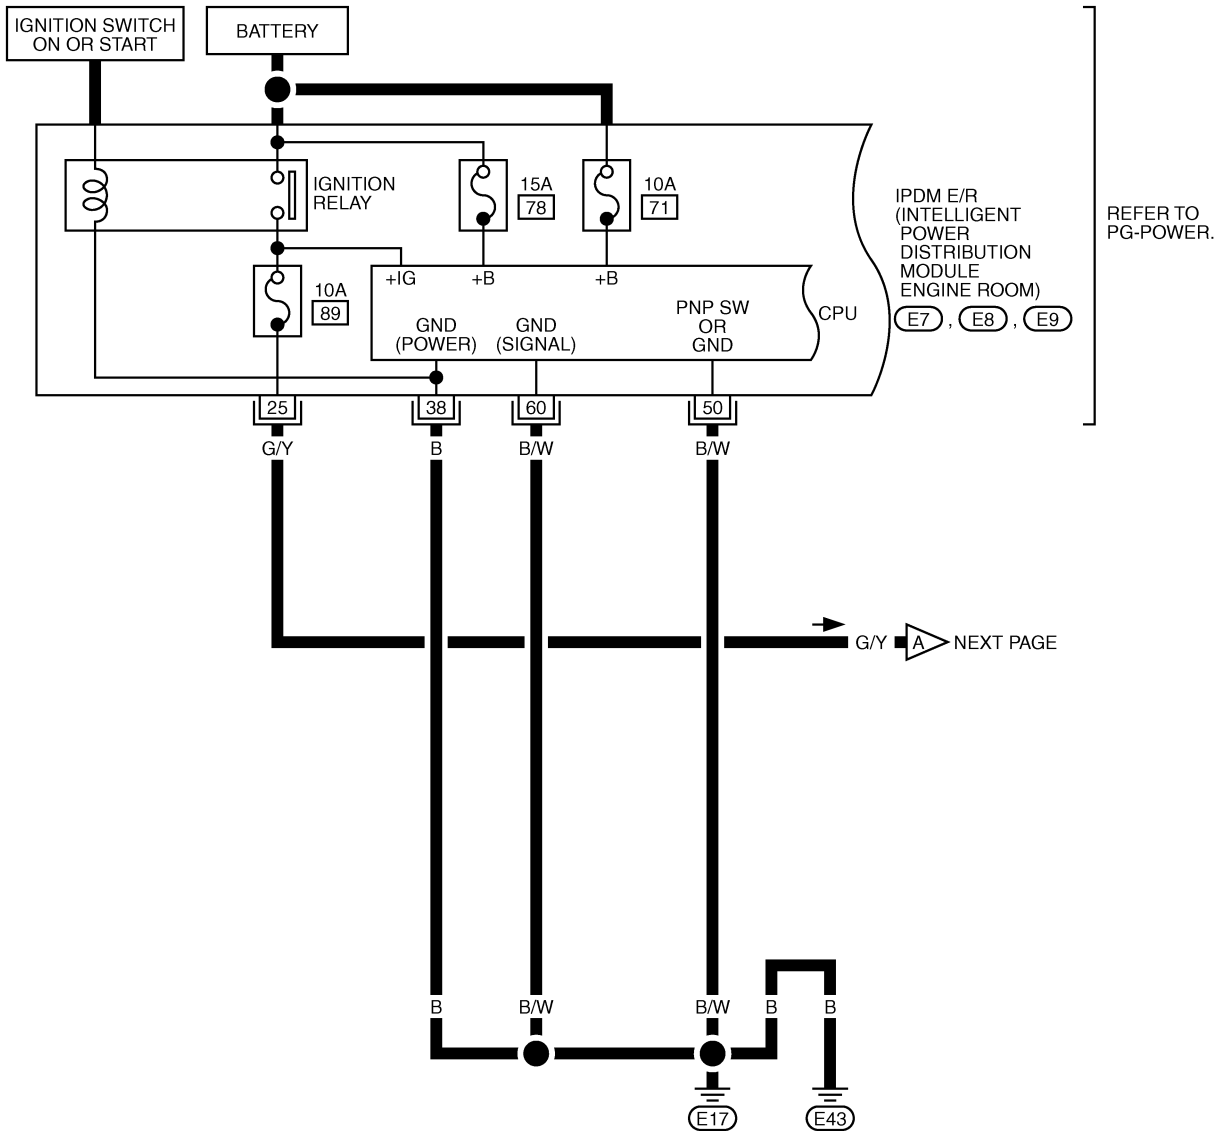 IGNITION SWITCH
ON OR START
BATTERY
IGNITION
RELAY
15A
78
10A
71
10A
89
+IG
+B
+B
GND
(POWER)
GND
(SIGNAL)
PNP SW
OR
GND
CPU
IPDM E/R
(INTELLIGENT
POWER
DISTRIBUTION
MODULE
ENGINE ROOM)
E7 , E8 , E9
REFER TO
PG-POWER.
25
38
60
50
G/Y
B
B/W
B/W
G/Y
A
NEXT PAGE
B
B/W
B/W
B
B
E17
E43